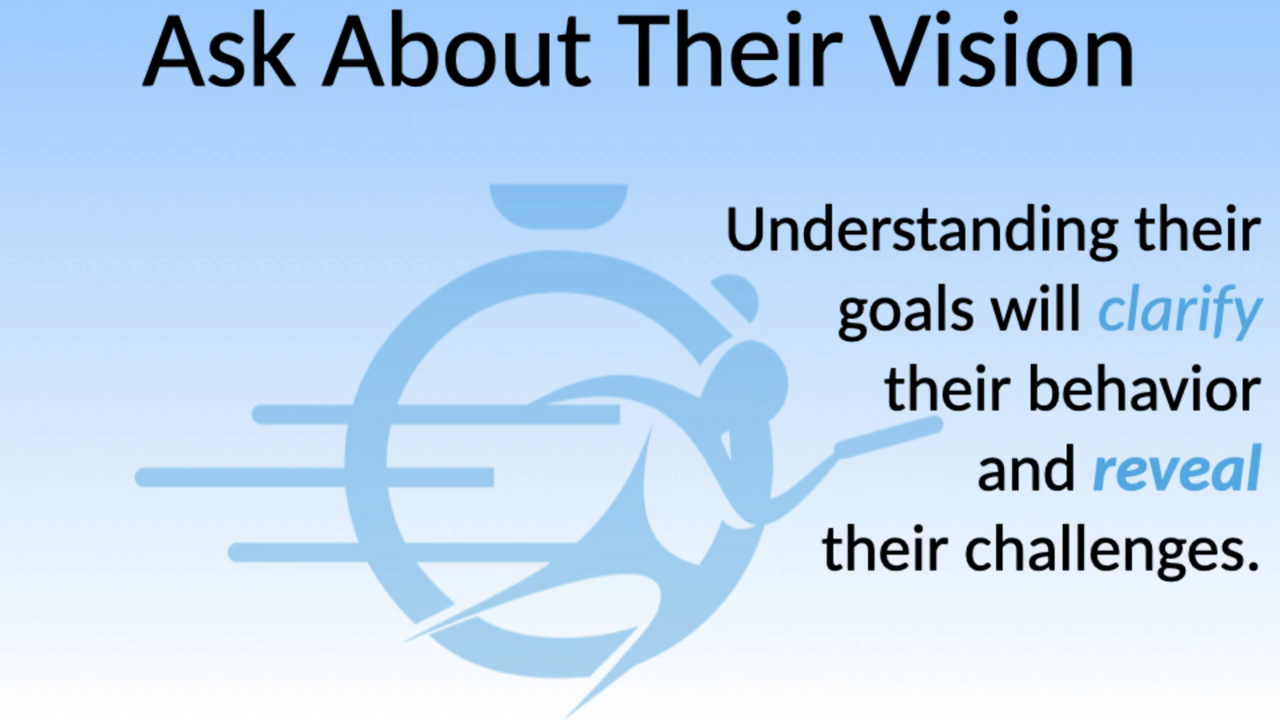 Ask About Their Vision
Understanding their
goals will clarify
their behavior
and reveal
their challenges.